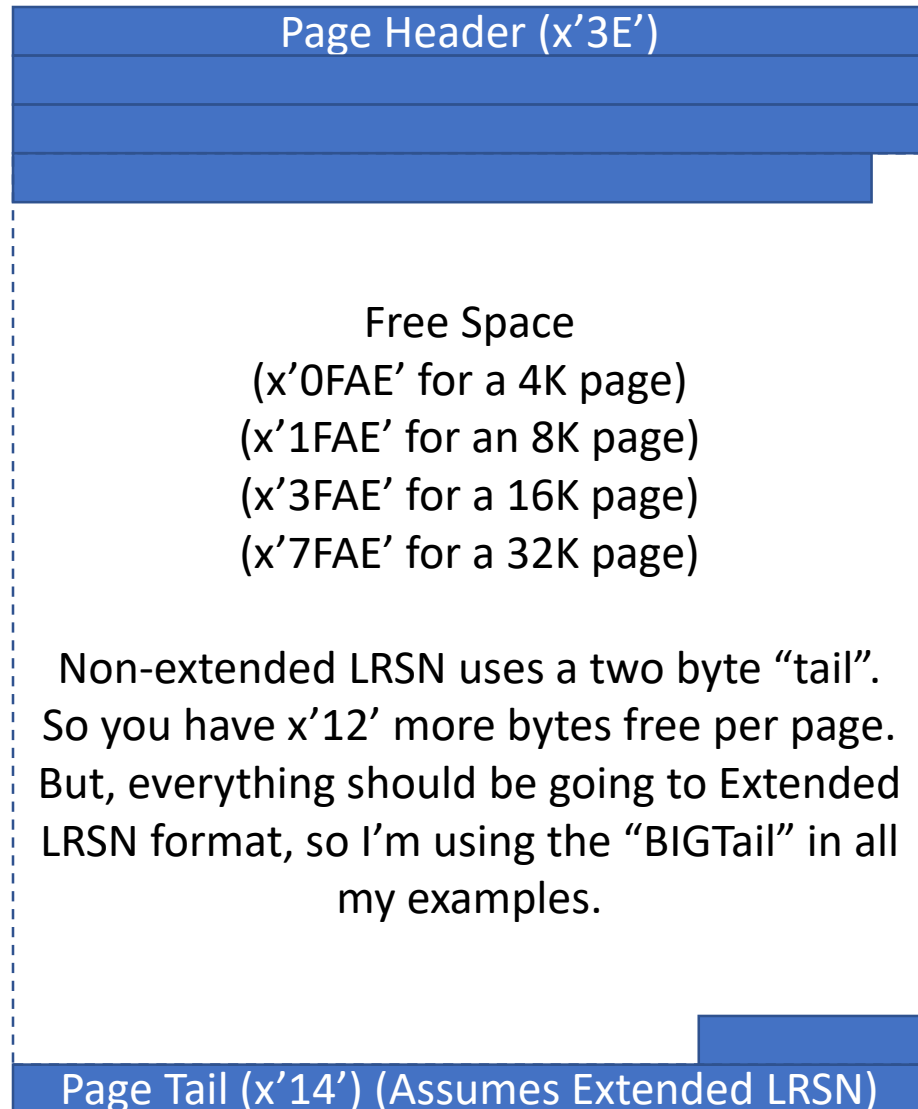 Page Header (x’3E’)
Free Space
(x’0FAE’ for a 4K page)
(x’1FAE’ for an 8K page)
(x’3FAE’ for a 16K page)
(x’7FAE’ for a 32K page)
Non-extended LRSN uses a two byte “tail”.
So you have x’12’ more bytes free per page.
But, everything should be going to Extended
LRSN format, so I’m using the “BIGTail” in all
my examples.
Page Tail (x’14’) (Assumes Extended LRSN)